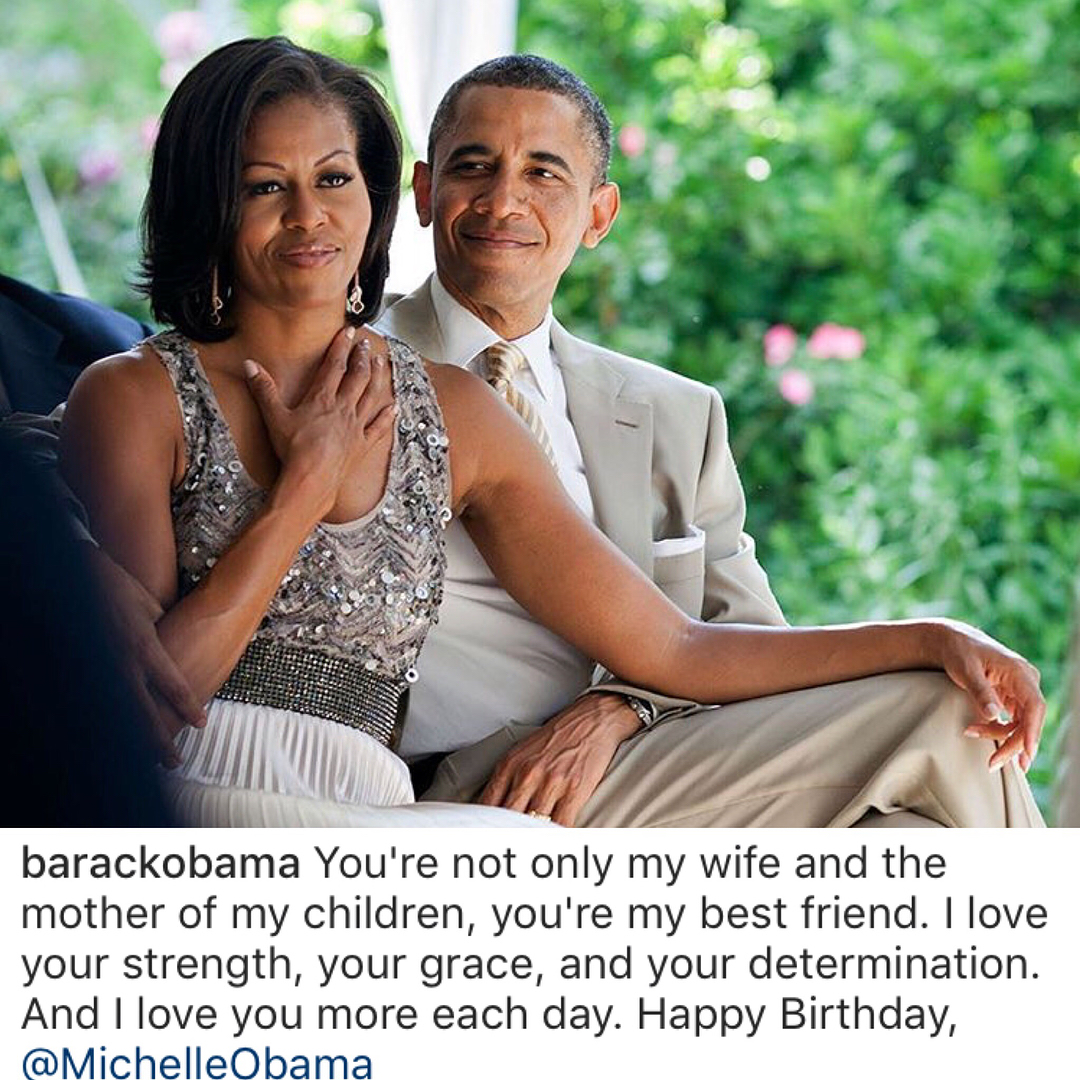 barackobama You're not only my wife and the
mother of my children, you're my best friend. I love
your strength, your grace, and your determination.
And I love you more each day. Happy Birthday,
@MichelleObama